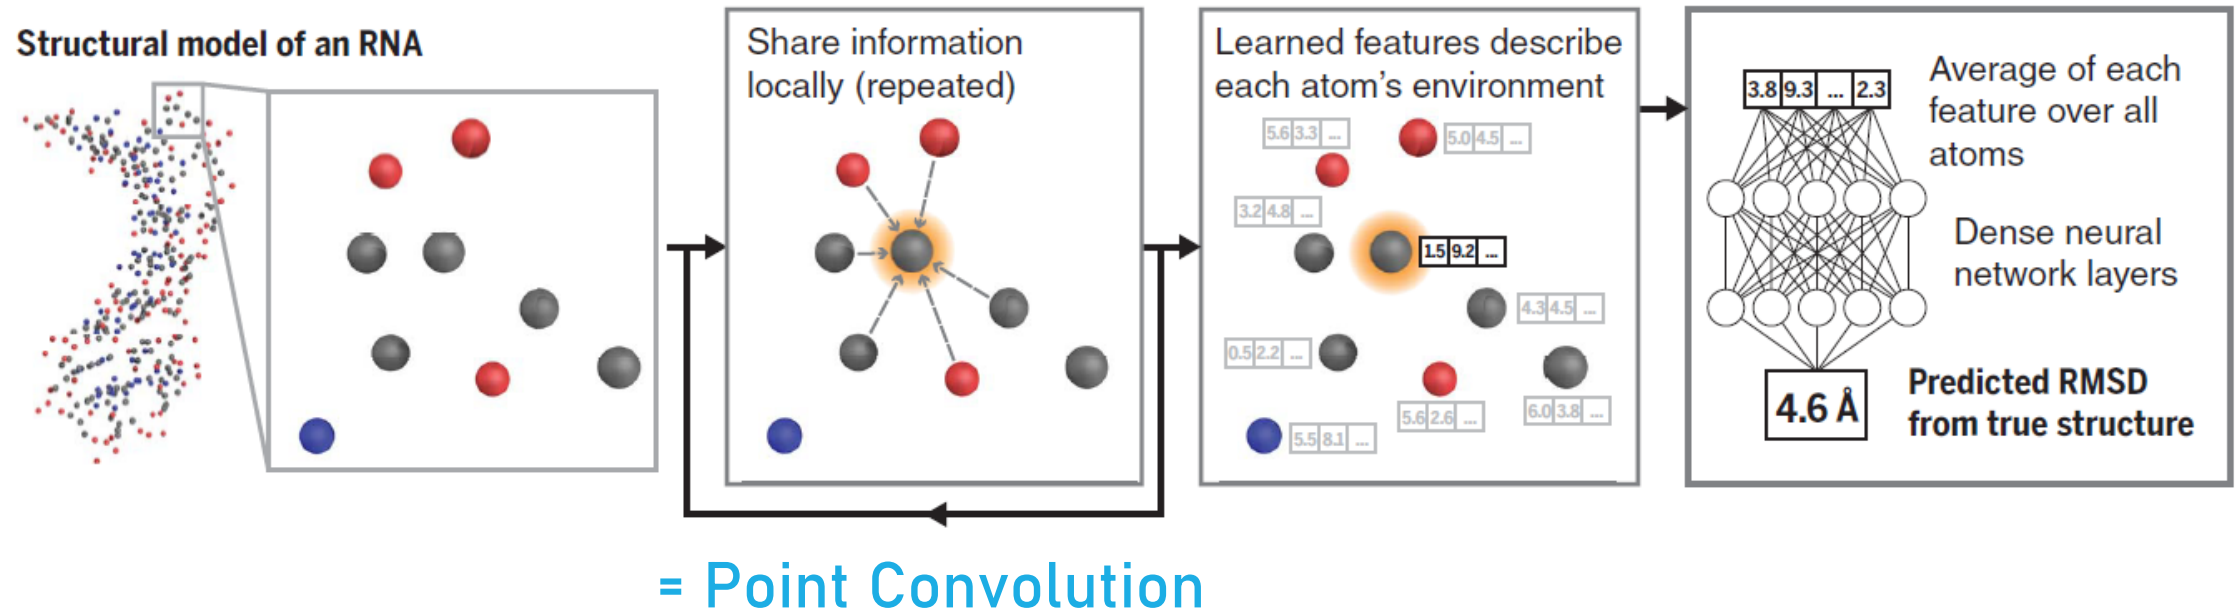 Structural model of an RNA
Share information
locally (repeated)
Learned features describe
each atom's environment
5.6 3.3 ...
5.0 4.5 ...
3.2 4.8 ...
1.5 9.2 ...
4.3 4.5 ...
0.5 2.2 ...
5.6 2.6 ...
6.0 3.8 ...
5.5 8.1 ...
3.8 9.3 ... 2.3
Average of each
feature over all
atoms
Dense neural
network layers
4.6 Å
Predicted RMSD
from true structure
= Point Convolution